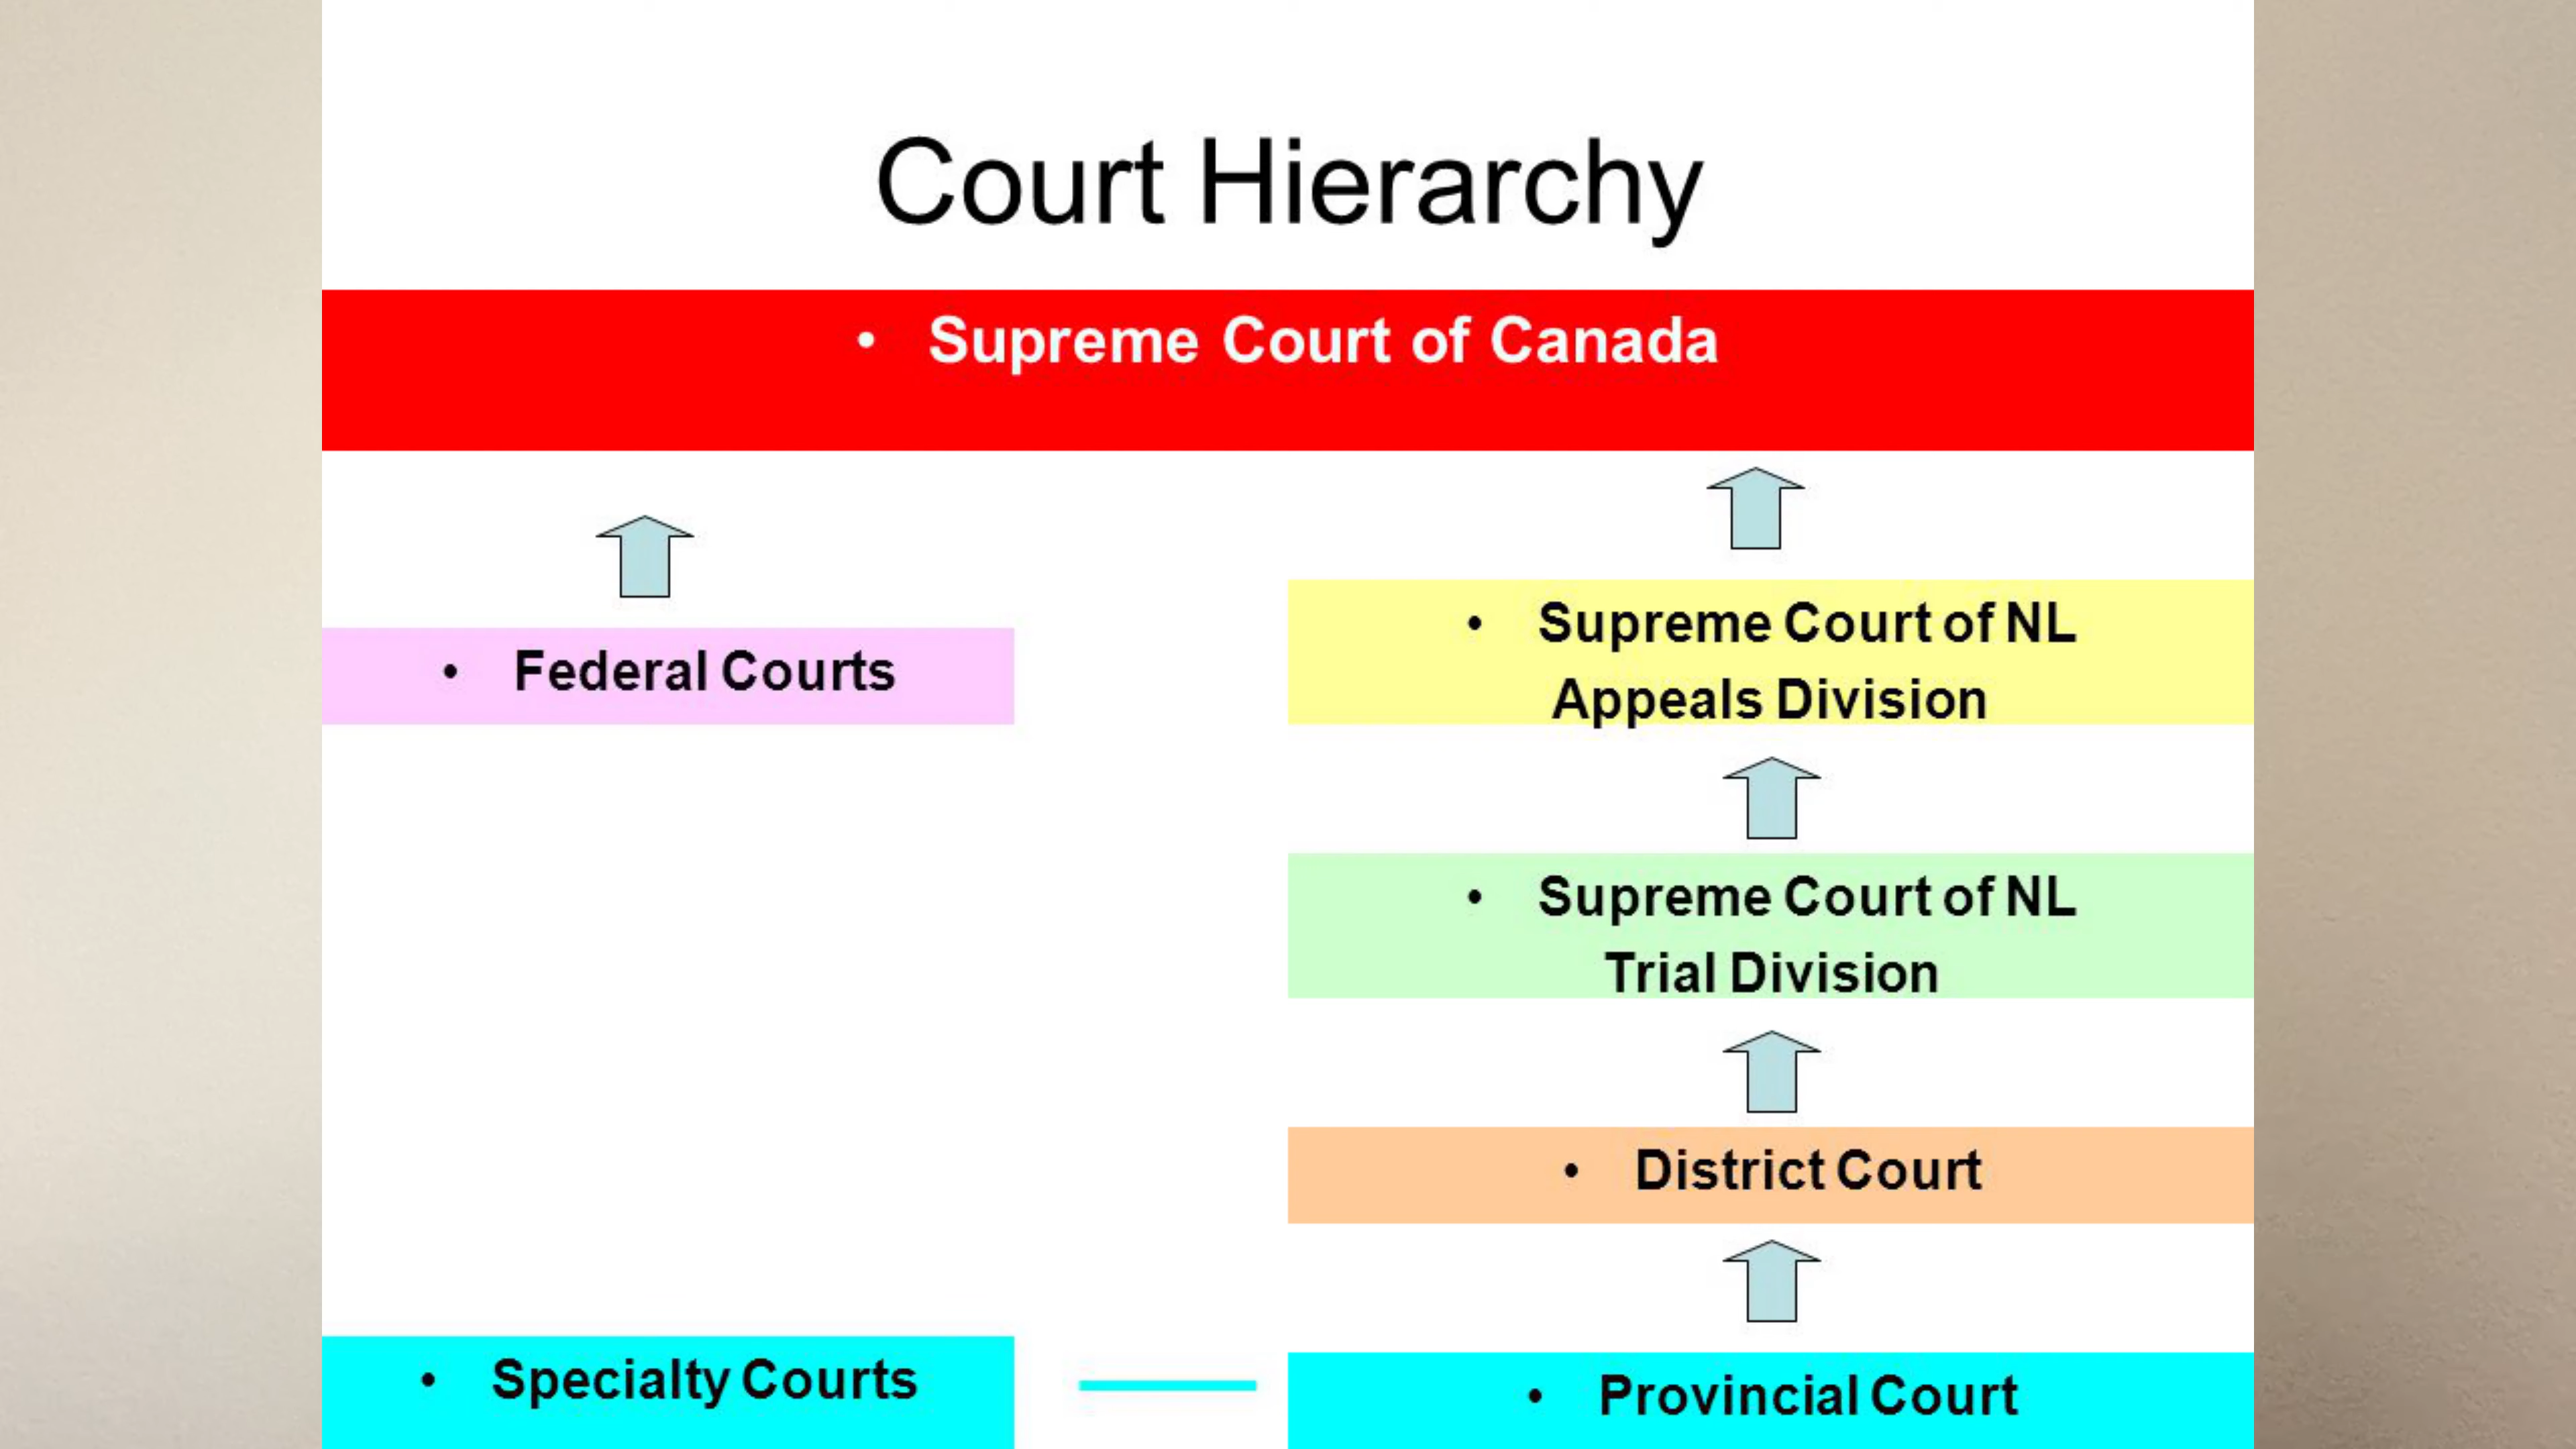 Court Hierarchy
• Supreme Court of Canada
• Federal Courts
• Supreme Court of NL
Appeals Division
• Supreme Court of NL
Trial Division
• District Court
• Specialty Courts
• Provincial Court